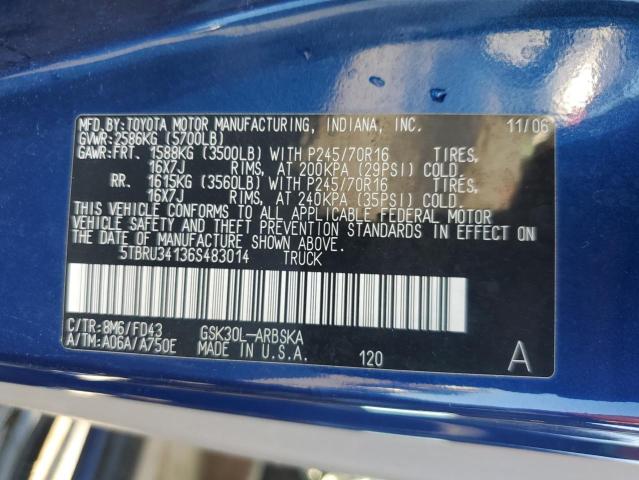 MFD.BY:TOYOTA MOTOR MANUFACTURING, INDIANA, INC. 11/06
GVWR:2586KG (5700LB)
GAWR:FRT. 1588KG (3500LB) WITH P245/70R16 TIRES,
16X7J RIMS, AT 200KPA (29PSI) COLD.
RR. 1615KG (3560LB) WITH P245/70R16 TIRES,
16X7J RIMS, AT 240KPA (35PSI) COLD.
THIS VEHICLE CONFORMS TO ALL APPLICABLE FEDERAL MOTOR
VEHICLE SAFETY AND THEFT PREVENTION STANDARDS IN EFFECT ON
THE DATE OF MANUFACTURE SHOWN ABOVE.
5TBRU34136S483014 TRUCK
C/TR:8M6/FD43 GSK30L-ARBSKA
A/TM:A06A/A750E MADE IN U.S.A. 120 A